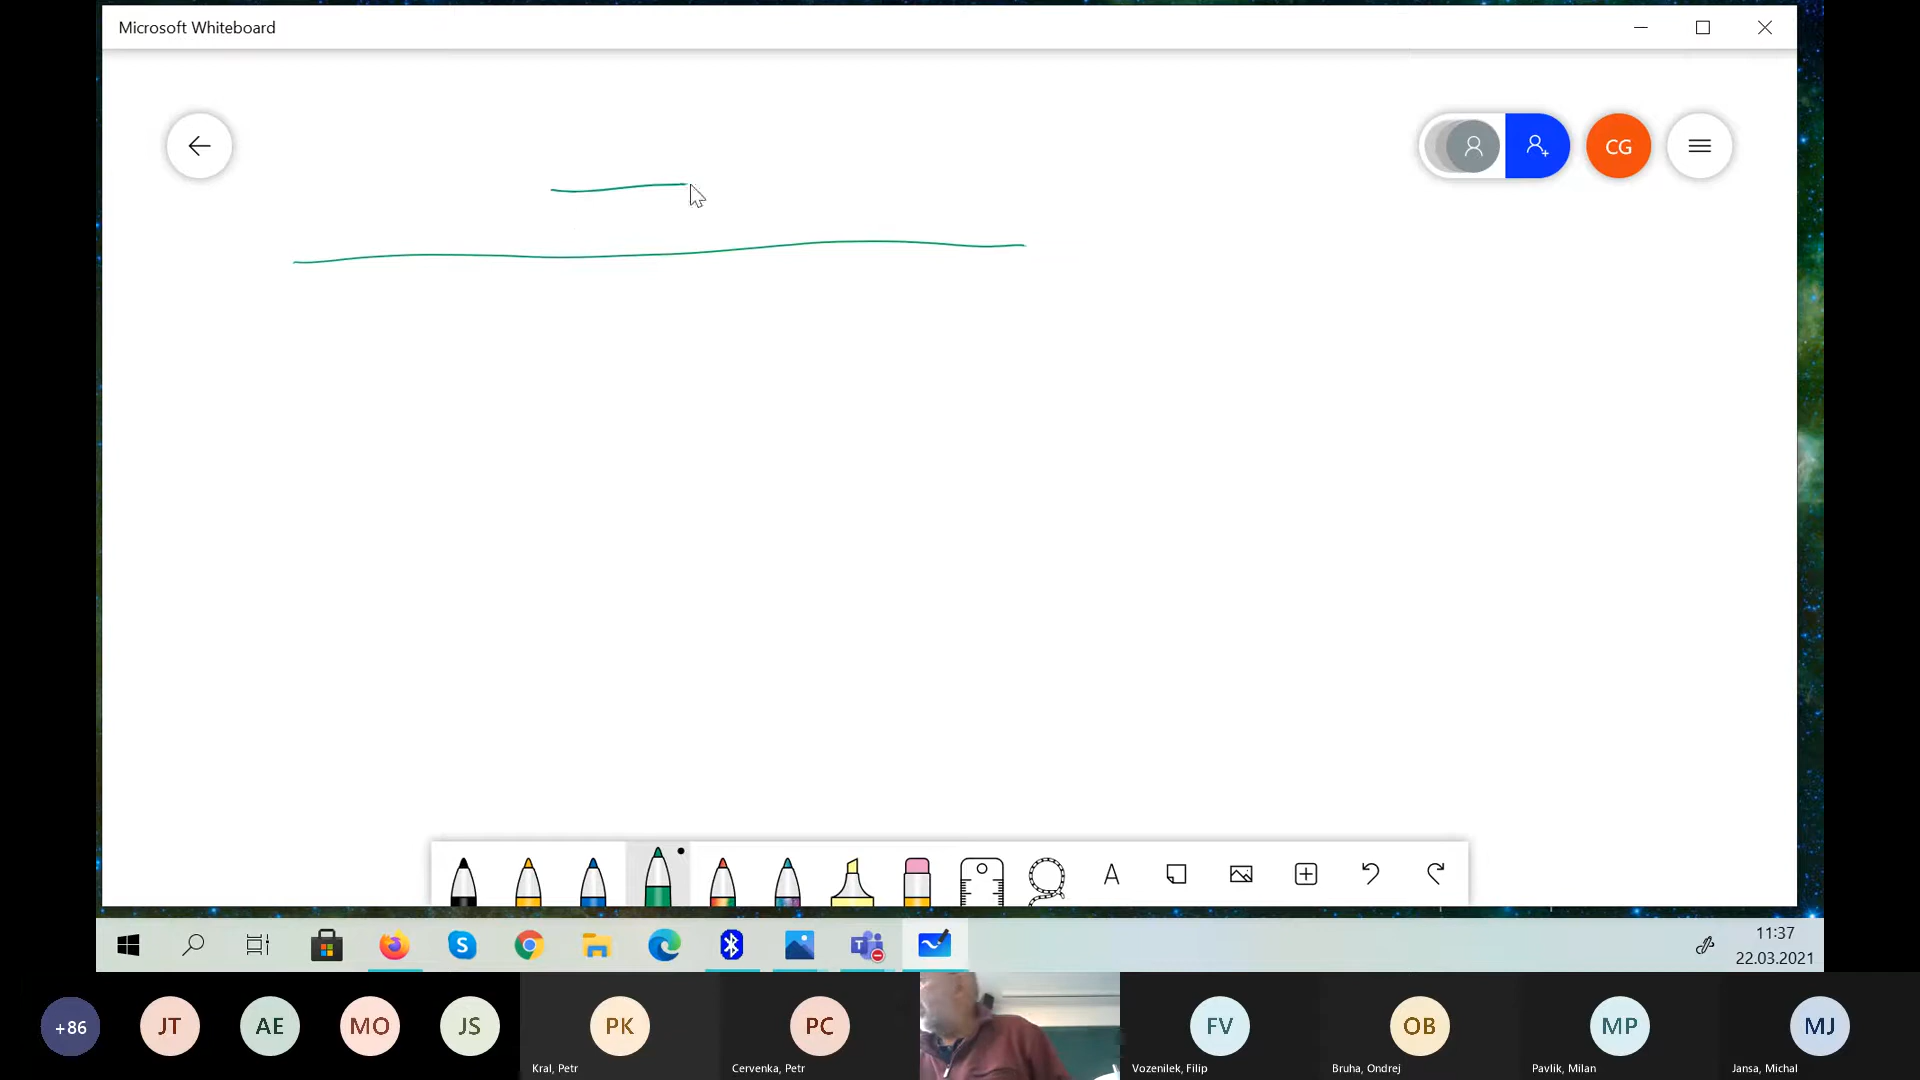 Microsoft Whiteboard
CG
A
11:37
22.03.2021
+86
JT
AE
MO
JS
PK
PC
FV
OB
MP
MJ
Kral, Petr
Cervenka, Petr
Vozenilek, Filip
Bruha, Ondrej
Pavlik, Milan
Jansa, Michal